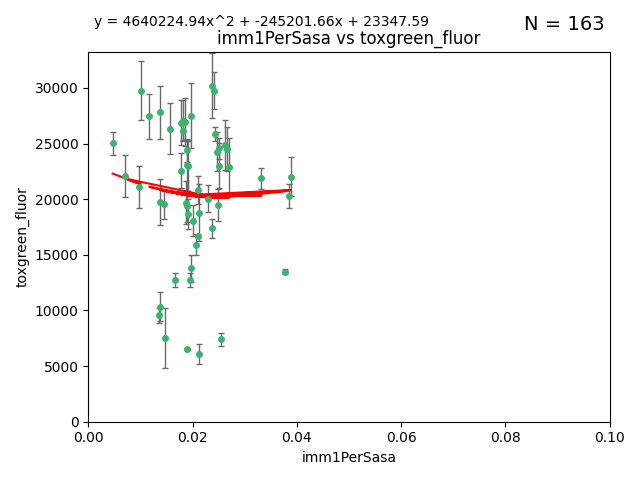 y = 4640224.94x^2 + -245201.66x + 23347.59
N = 163
imm1PerSasa vs toxgreen_fluor
30000
25000
20000
15000
10000
5000
0
toxgreen_fluor
0.00 0.02 0.04 0.06 0.08 0.10
imm1PerSasa